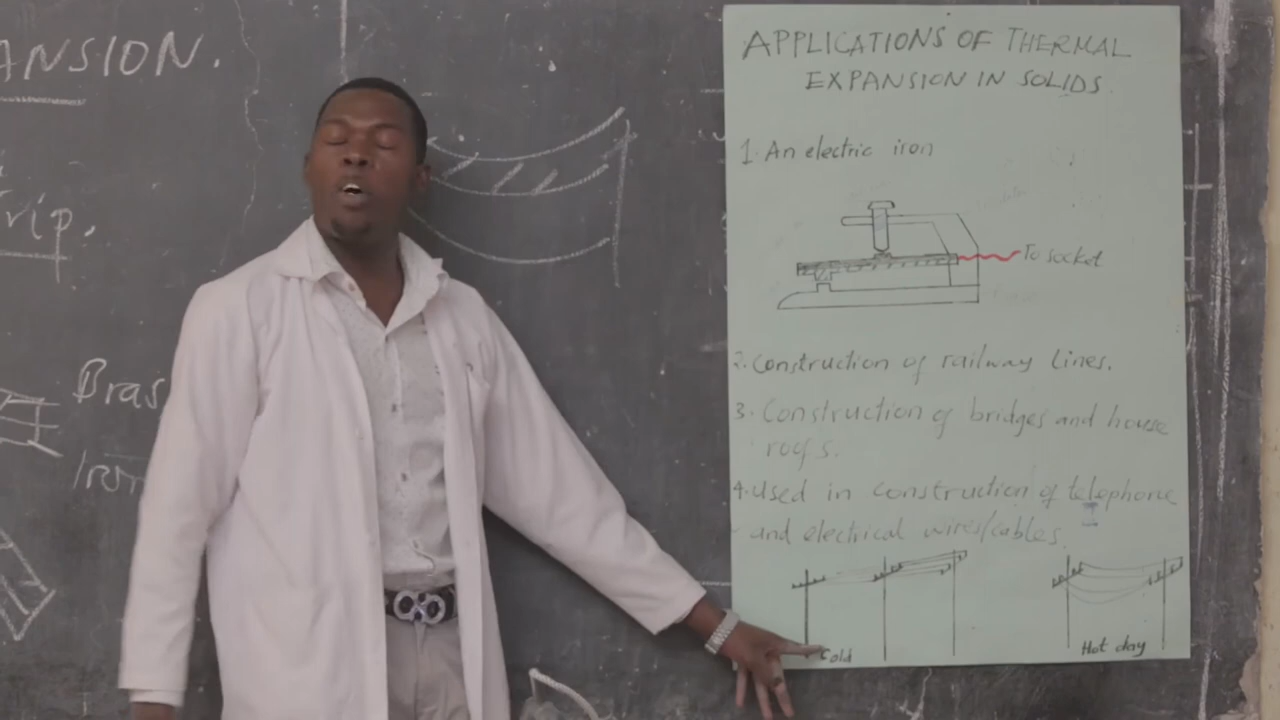 ANSION.
rip.
Bras
Iron
APPLICATIONS OF THERMAL
EXPANSION IN SOLIDS.
1. An electric iron
To socket
2. Construction of railway lines.
3. Construction of bridges and house
roofs.
4. Used in construction of telephone
and electrical wires/cables.
Cold
Hot day